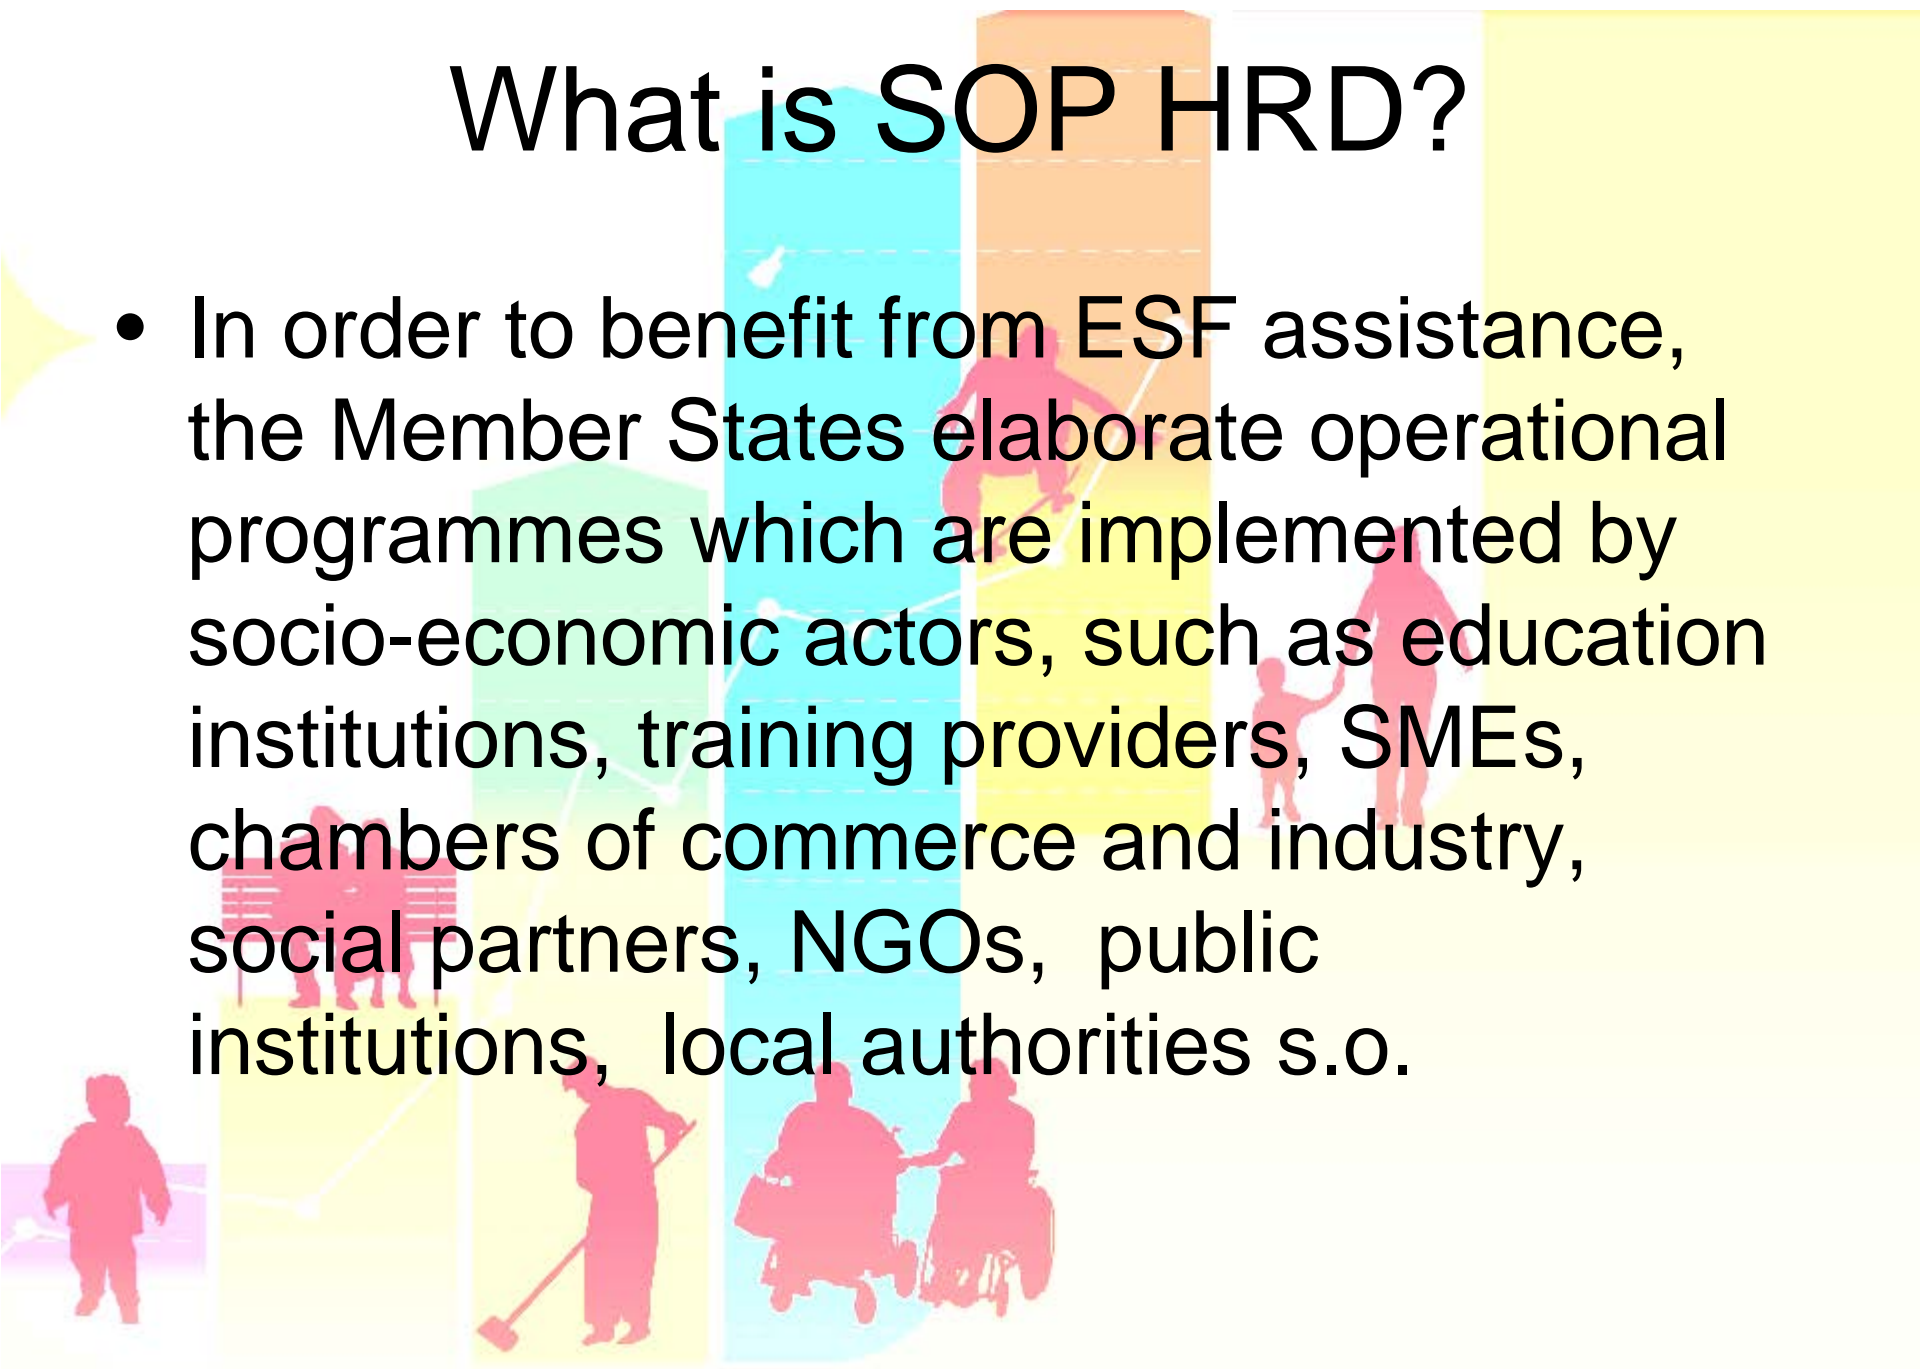 What is SOP HRD?
• In order to benefit from ESF assistance,
the Member States elaborate operational
programmes which are implemented by
socio-economic actors, such as education
institutions, training providers, SMEs,
chambers of commerce and industry,
social partners, NGOs,  public
institutions,  local authorities s.o.